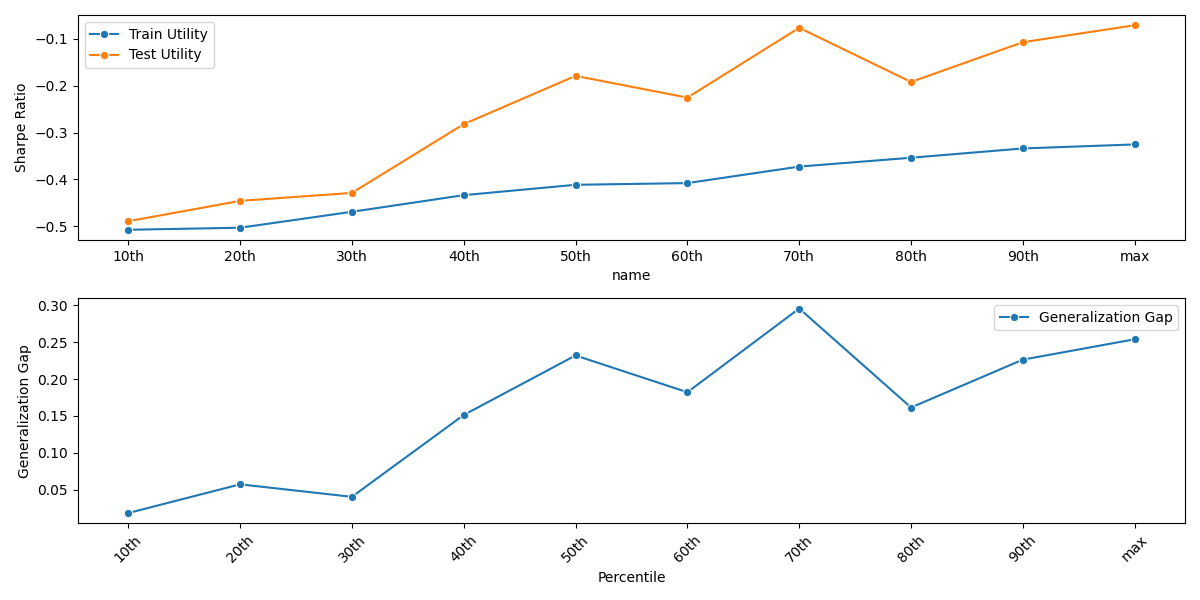 Train Utility
Test Utility
Sharpe Ratio
−0.1
−0.2
−0.3
−0.4
−0.5
10th 20th 30th 40th 50th 60th 70th 80th 90th max
name
Generalization Gap
Generalization Gap
0.30
0.25
0.20
0.15
0.10
0.05
10th 20th 30th 40th 50th 60th 70th 80th 90th max
Percentile